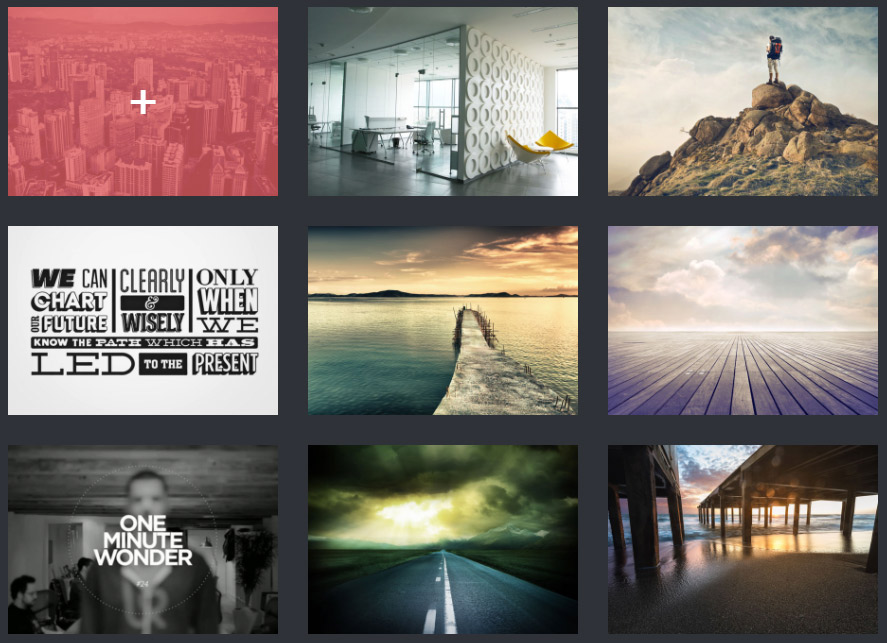 +
WE CAN
CHART
OUR FUTURE
CLEARLY
&
WISELY
ONLY
WHEN
WE
KNOW THE PATH WHICH HAS
LED TO THE PRESENT
ONE
MINUTE
WONDER
#24